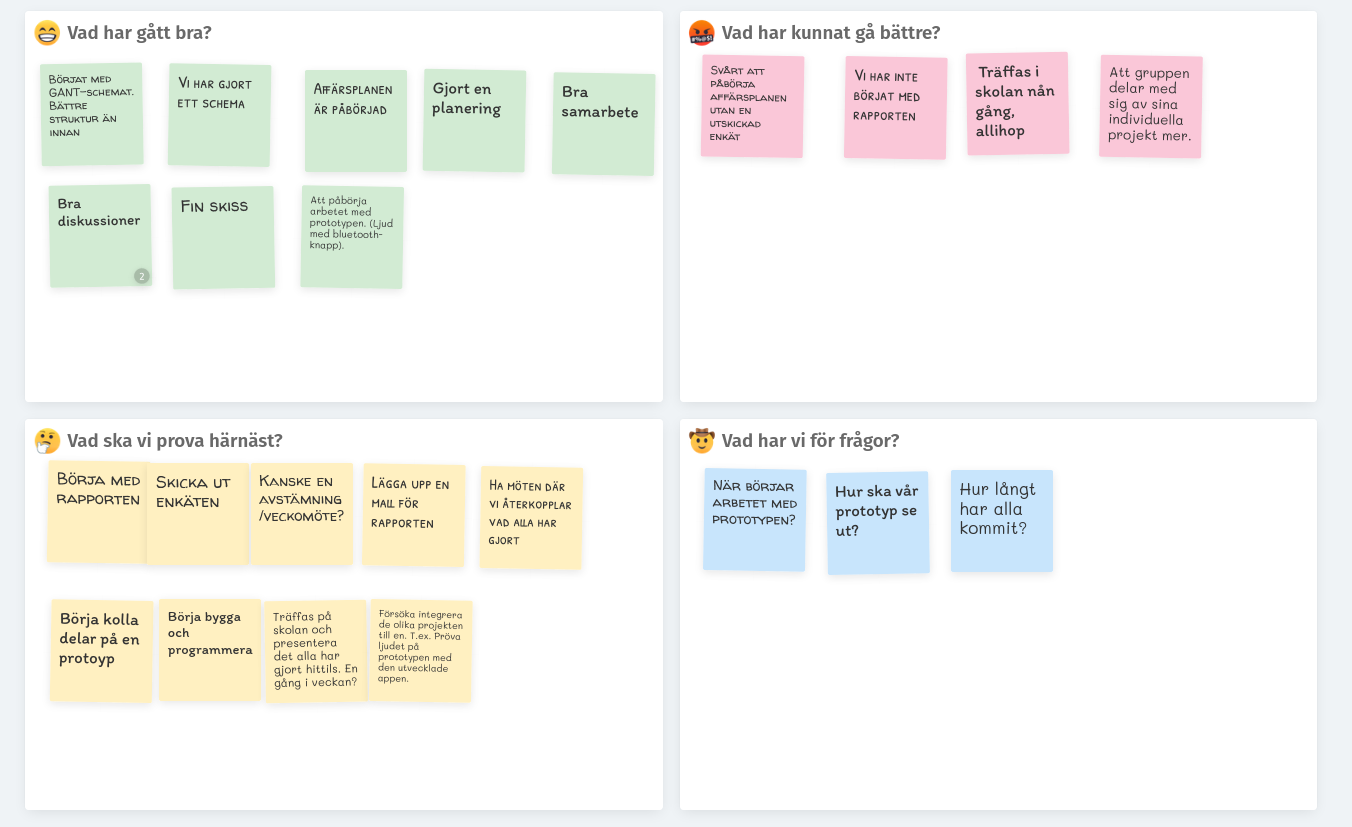 Vad har gått bra?
BÖRJAT MED
GANT-SCHEMAT.
BÄTTRE
STRUKTUR ÄN
INNAN
VI HAR GJORT
ETT SCHEMA
AFÄRSPLANEN
ÄR PÅBÖRJAD
Gjort en
planering
Bra
samarbete
Bra
diskussioner
2
FIN SKISS
Att påbörja
arbetet med
prototypen. (Ljud
med bluetooth-
knapp).
Vad har kunnat gå bättre?
SVÅRT ATT
PÅBÖRJA
AFFÄRSPLANEN
UTAN EN
UTSKICKAD
ENKÄT
VI HAR INTE
BÖRJAT MED
RAPPORTEN
Träffas i
skolan nån
gång,
allihop
Att gruppen
delar med
sig av sina
individuella
projekt mer.
Vad ska vi prova härnäst?
BÖRJA MED
RAPPORTEN
SKICKA UT
ENKÄTEN
KANSKE EN
AVSTÄMNING
/VECKOMÖTE?
LÄGGA UPP EN
MALL FÖR
RAPPORTEN
HA MÖTEN DÄR
VI ÅTERKOPPLAR
VAD ALLA HAR
GJORT
Börja kolla
delar på en
protoyp
Börja bygga
och
programmera
Träffas på
skolan och
presentera
det alla har
gjort hittils. En
gång i veckan?
Försöka integrera
de olika projekten
till en. T.ex. Pröva
ljudet på
prototypen med
den utvecklade
appen.
Vad har vi för frågor?
NÄR BÖRJAR
ARBETET MED
PROTOTYPEN?
Hur ska vår
prototyp se
ut?
Hur långt
har alla
kommit?